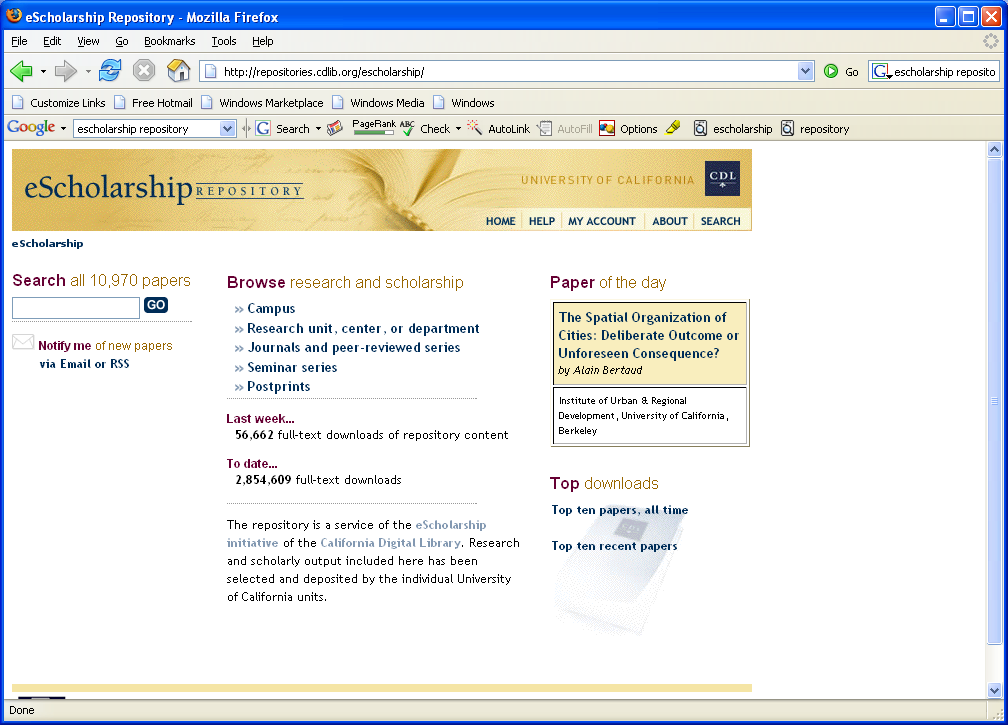 eScholarship Repository - Mozilla Firefox
File Edit View Go Bookmarks Tools Help
http://repositories.cdlib.org/escholarship/ Go escholarship reposito
Customize Links Free Hotmail Windows Marketplace Windows Media Windows
Google escholarship repository G Search PageRank ABC Check AutoLink AutoFill Options escholarship repository
eScholarship REPOSITORY
UNIVERSITY OF CALIFORNIA CDL
HOME HELP MY ACCOUNT ABOUT SEARCH
eScholarship
Search all 10,970 papers
GO
Notify me of new papers
via Email or RSS
Browse research and scholarship
» Campus
» Research unit, center, or department
» Journals and peer-reviewed series
» Seminar series
» Postprints
Last week...
56,662 full-text downloads of repository content
To date...
2,854,609 full-text downloads
The repository is a service of the eScholarship
initiative of the California Digital Library. Research
and scholarly output included here has been
selected and deposited by the individual University
of California units.
Paper of the day
The Spatial Organization of
Cities: Deliberate Outcome or
Unforeseen Consequence?
by Alain Bertaud
Institute of Urban & Regional
Development, University of California,
Berkeley
Top downloads
Top ten papers, all time
CDL
Top ten recent papers
Done